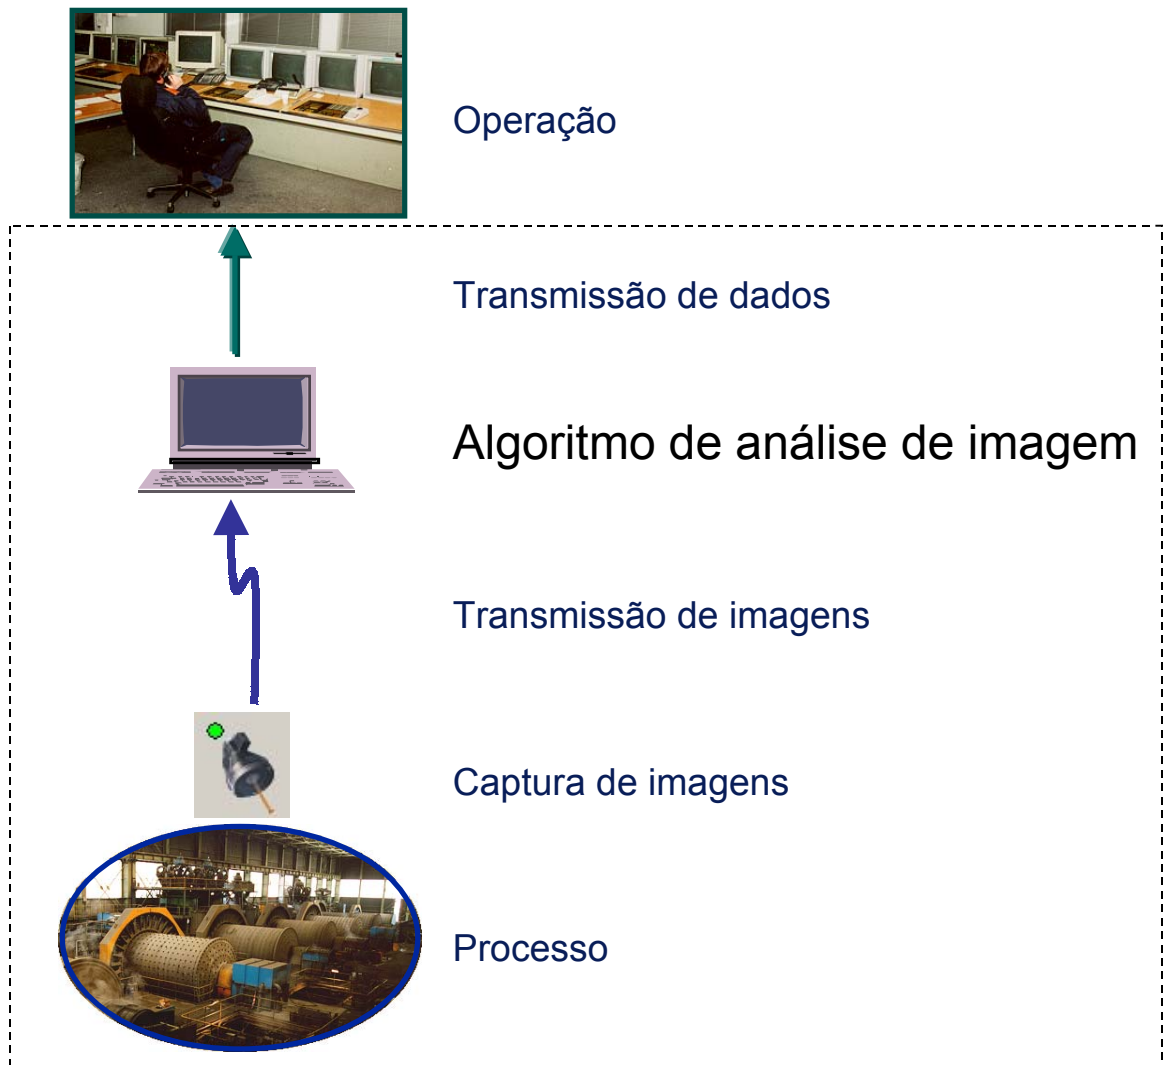 Operação
Transmissão de dados
Algoritmo de análise de imagem
Transmissão de imagens
Captura de imagens
Processo